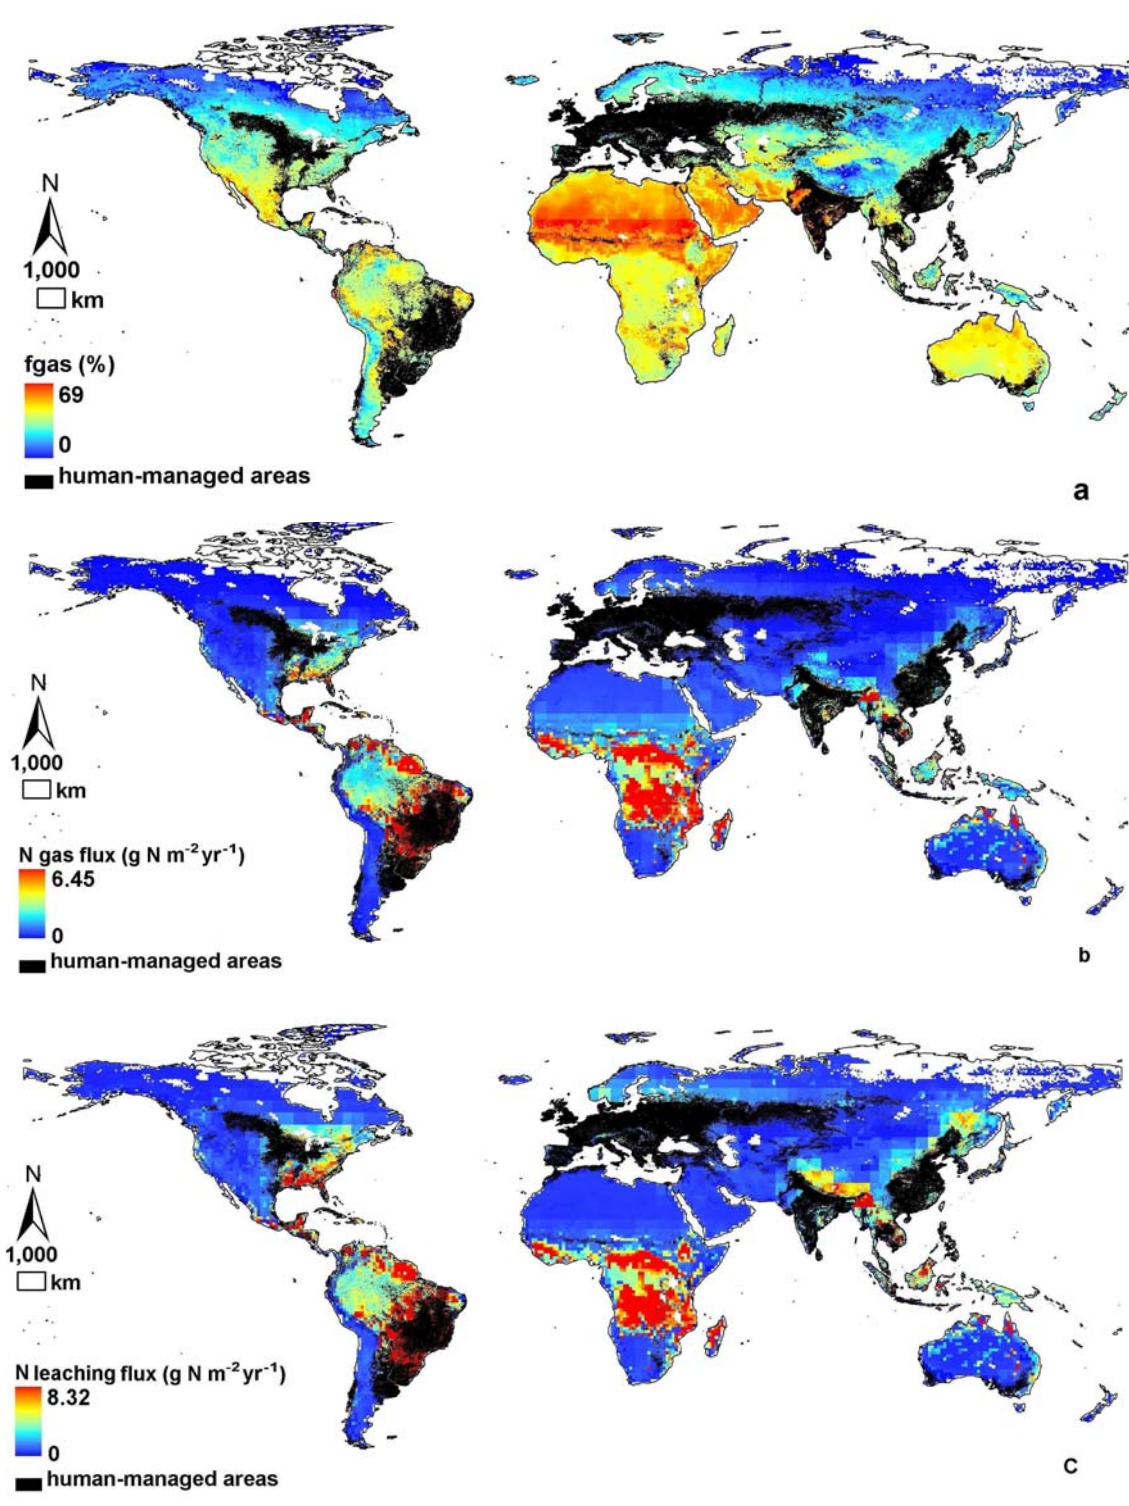 N
1,000
km
fgas (%)
69
0
human-managed areas
a
N
1,000
km
N gas flux (g N m-2 yr-1)
6.45
0
human-managed areas
b
N
1,000
km
N leaching flux (g N m-2 yr-1)
8.32
0
human-managed areas
C